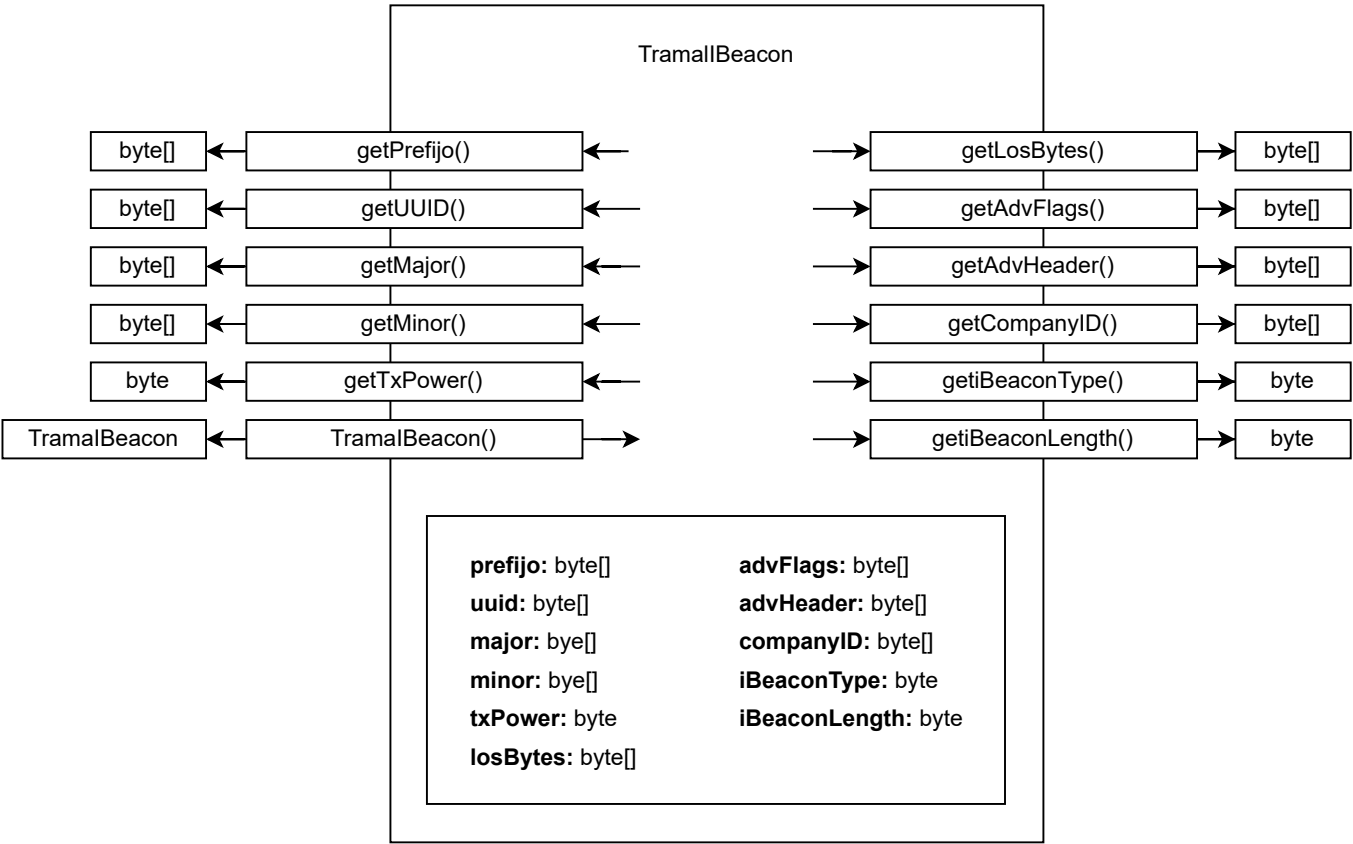 TramaIIBeacon
byte[] getPrefijo() getLosBytes() byte[]
byte[] getUUID() getAdvFlags() byte[]
byte[] getMajor() getAdvHeader() byte[]
byte[] getMinor() getCompanyID() byte[]
byte getTxPower() getiBeaconType() byte
TramaIBeacon TramaIBeacon() getiBeaconLength() byte
prefijo: byte[] advFlags: byte[]
uuid: byte[] advHeader: byte[]
major: bye[] companyID: byte[]
minor: bye[] iBeaconType: byte
txPower: byte iBeaconLength: byte
losBytes: byte[]